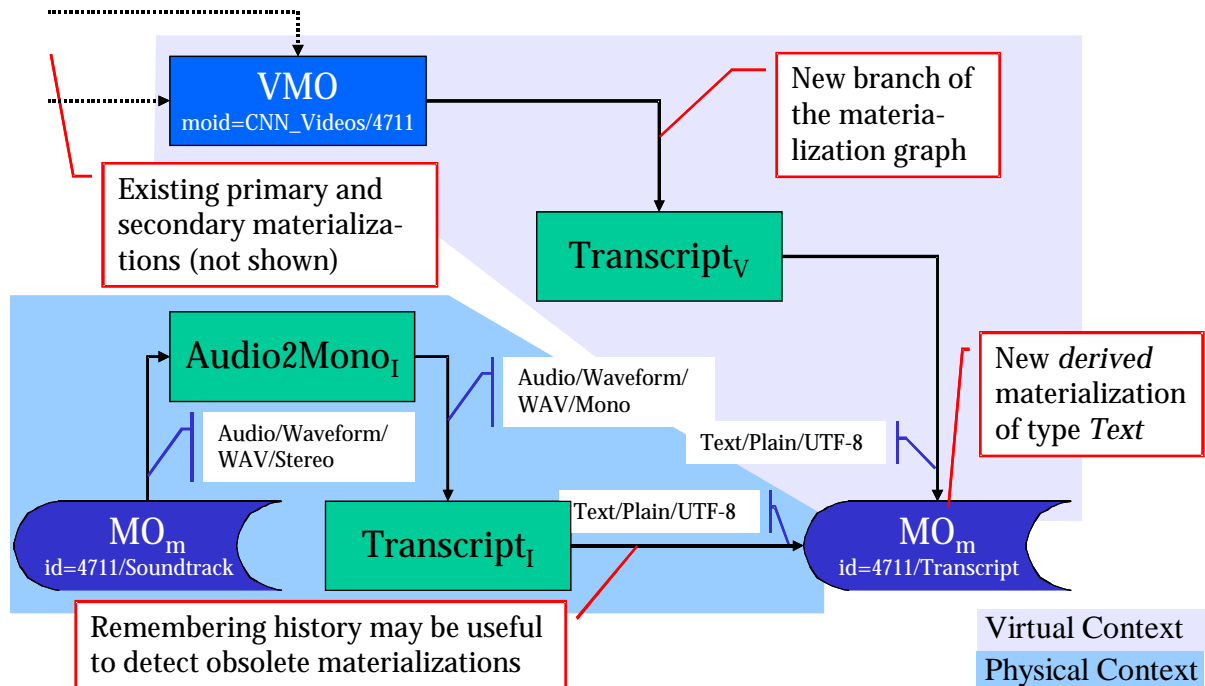 VMO
moid=CNN_Videos/4711
New branch of
the materia-
lization graph
Existing primary and
secondary materializa-
tions (not shown)
Transcript_V
Audio2Mono_I
Audio/Waveform/
WAV/Mono
New derived
materialization
of type Text
Audio/Waveform/
WAV/Stereo
Text/Plain/UTF-8
MO_m
id=4711/Soundtrack
Transcript_I
Text/Plain/UTF-8
MO_m
id=4711/Transcript
Remembering history may be useful
to detect obsolete materializations
Virtual Context
Physical Context